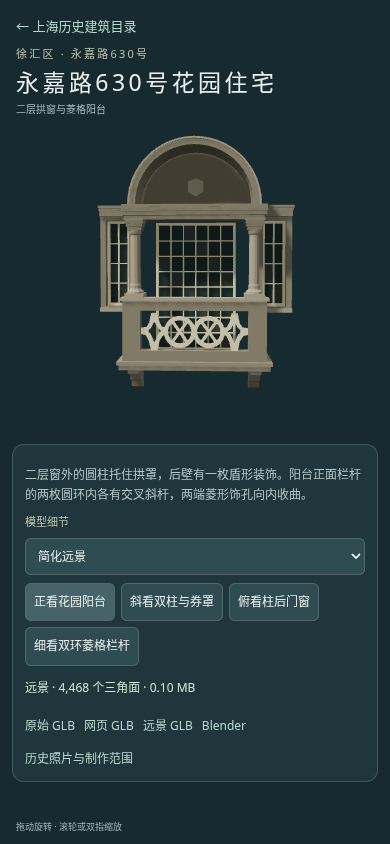 ← 上海历史建筑目录
徐汇区 · 永嘉路630号
永嘉路630号花园住宅
二层拱窗与菱格阳台
二层窗外的圆柱托住拱罩，后壁有一枚盾形装饰。阳台正面栏杆
的两枚圆环内各有交叉斜杆，两端菱形饰孔向内收曲。
模型细节
简化远景
正看花园阳台 斜看双柱与券罩 俯看柱后门窗
细看双环菱格栏杆
远景 · 4,468 个三角面 · 0.10 MB
原始 GLB 网页 GLB 远景 GLB Blender
历史照片与制作范围
拖动旋转 · 滚轮或双指缩放